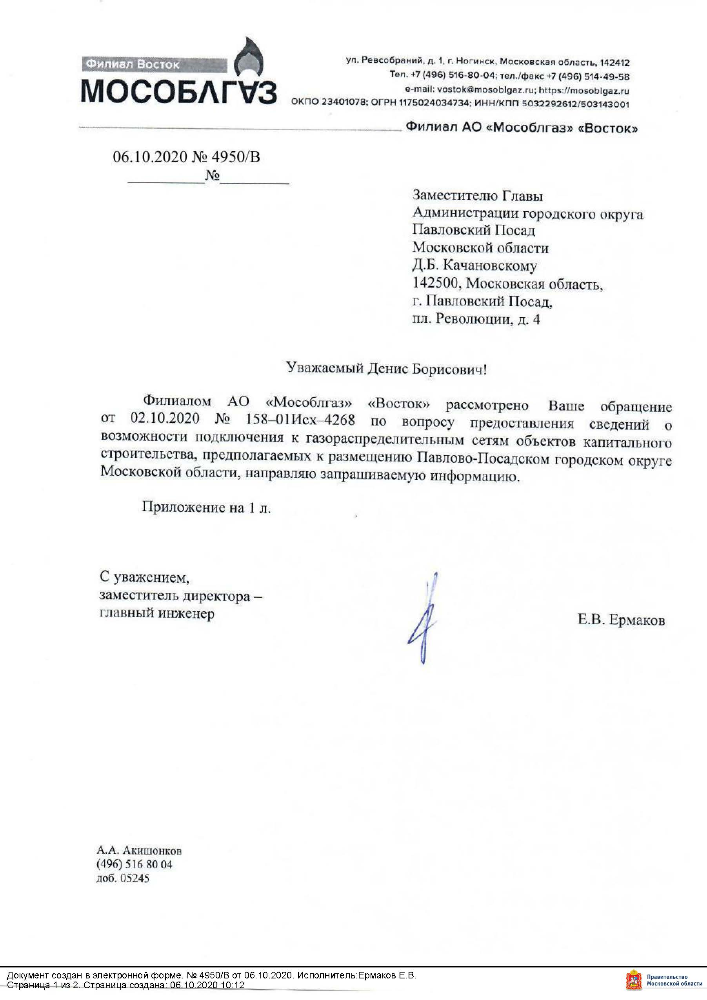 Филиал Восток
МОСОБЛГАЗ
ул. Ревсобраний, д. 1, г. Ногинск, Московская область, 142412
Тел. +7 (496) 516-80-04; тел./факс +7 (496) 514-49-58
e-mail: vostok@mosoblgaz.ru; https://mosoblgaz.ru
ОКПО 23401078; ОГРН 1175024034734; ИНН/КПП 5032292612/503143001
Филиал АО «Мособлгаз» «Восток»
06.10.2020 № 4950/В
__________№_________
Заместителю Главы
Администрации городского округа
Павловский Посад
Московской области
Д.Б. Качановскому
142500, Московская область,
г. Павловский Посад,
пл. Революции, д. 4
Уважаемый Денис Борисович!
Филиалом АО «Мособлгаз» «Восток» рассмотрено Ваше обращение
от 02.10.2020 № 158–01Исх–4268 по вопросу предоставления сведений о
возможности подключения к газораспределительным сетям объектов капитального
строительства, предполагаемых к размещению Павлово-Посадском городском округе
Московской области, направляю запрашиваемую информацию.
Приложение на 1 л.
С уважением,
заместитель директора –
главный инженер
Е.В. Ермаков
А.А. Акишонков
(496) 516 80 04
доб. 05245
Документ создан в электронной форме. № 4950/В от 06.10.2020. Исполнитель:Ермаков Е.В.
Страница 1 из 2. Страница создана: 06.10.2020 10:12
Правительство
Московской области